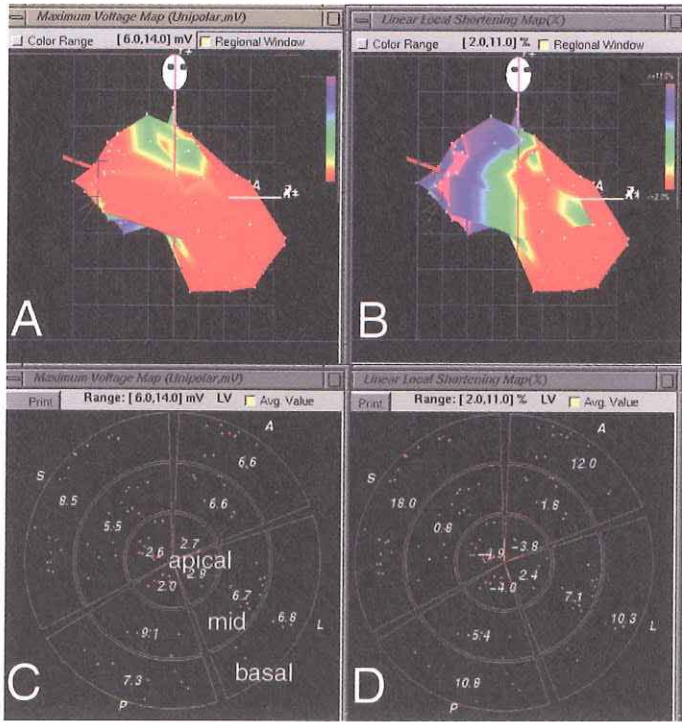 Maximum Voltage Map (Unipolar,mV)
Color Range [6.0,14.0] mV Regional Window
A
A
Linear Local Shortening Map(%)
Color Range [2.0,11.0] % Regional Window
A
B
Maximum Voltage Map (Unipolar,mV)
Print Range: [6.0,14.0] mV LV Avg. Value
A
6.6
S
8.5
6.6
5.5
2.7
2.6
apical
2.9
2.0
6.7
6.8 L
mid
9.1
basal
7.3
C
P
Linear Local Shortening Map(%)
Print Range: [2.0,11.0] % LV Avg. Value
A
12.0
S
18.0
1.8
0.8
-3.8
-4.9
2.4
-4.0
7.1
10.3 L
5.4
10.8
D
P